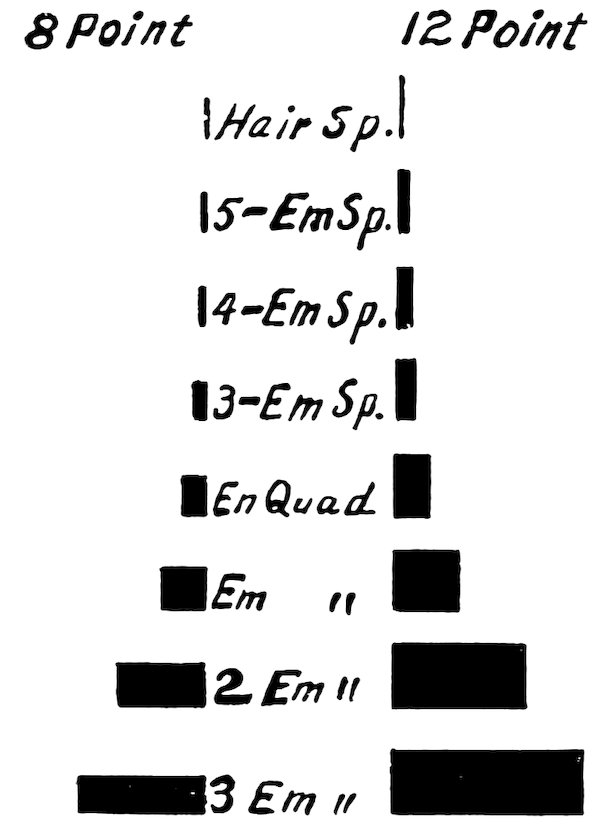 8 Point 12 Point
Hair Sp.
5-Em Sp.
4-Em Sp.
3-Em Sp.
En Quad
Em "
2 Em "
3 Em "